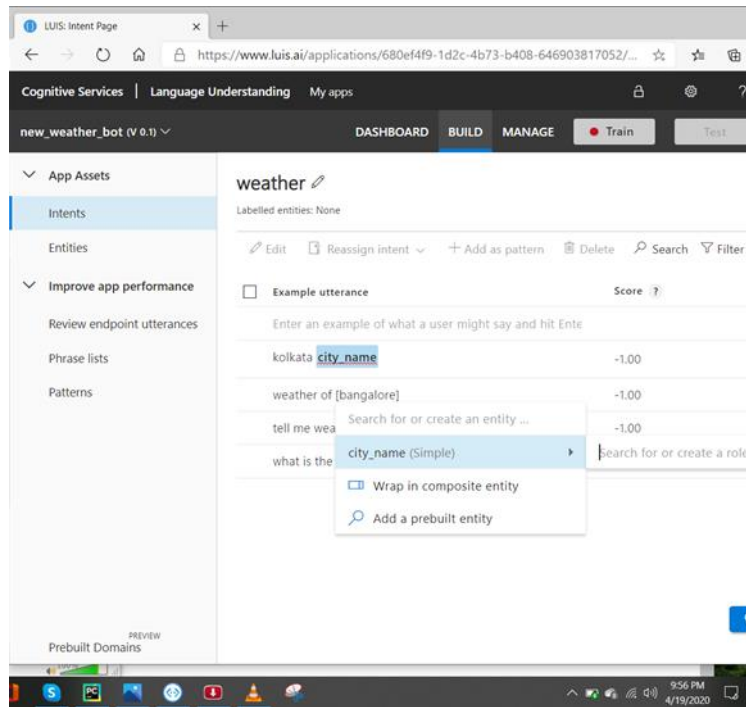 LUIS: Intent Page
https://www.luis.ai/applications/680ef4f9-1d2c-4b73-b408-646903817052/...
Cognitive Services | Language Understanding My apps
new_weather_bot (V 0.1) DASHBOARD BUILD MANAGE Train Test
App Assets
Intents
Entities
Improve app performance
Review endpoint utterances
Phrase lists
Patterns
PREVIEW
Prebuilt Domains
weather
Labelled entities: None
Edit Reassign intent + Add as pattern Delete Search Filter
Example utterance Score ?
Enter an example of what a user might say and hit Ente
kolkata city_name -1.00
weather of [bangalore] -1.00
tell me wea -1.00
what is the
Search for or create an entity ...
city_name (Simple)
Search for or create a role
Wrap in composite entity
Add a prebuilt entity
9:56 PM
4/19/2020